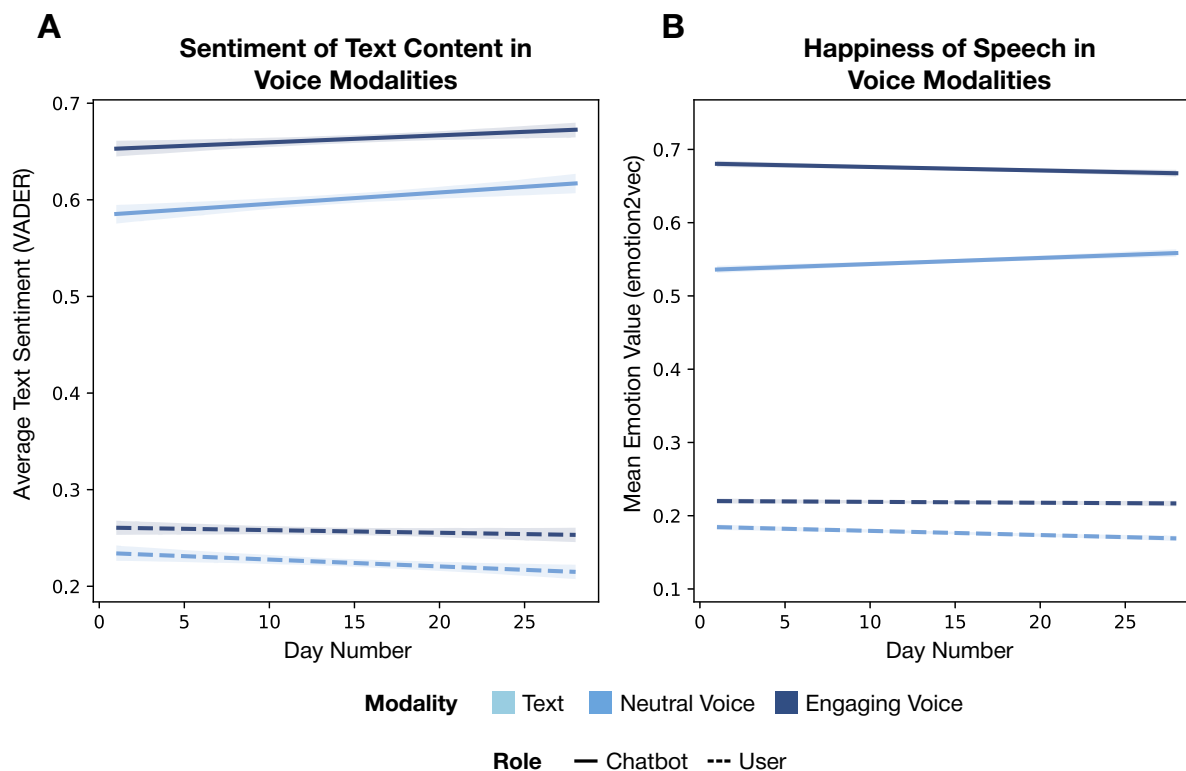 A
Sentiment of Text Content in
Voice Modalities
0.7
0.6
0.5
0.4
0.3
0.2
Average Text Sentiment (VADER)
0 5 10 15 20 25
Day Number
B
Happiness of Speech in
Voice Modalities
0.7
0.6
0.5
0.4
0.3
0.2
0.1
Mean Emotion Value (emotion2vec)
0 5 10 15 20 25
Day Number
Modality Text Neutral Voice Engaging Voice
Role Chatbot User